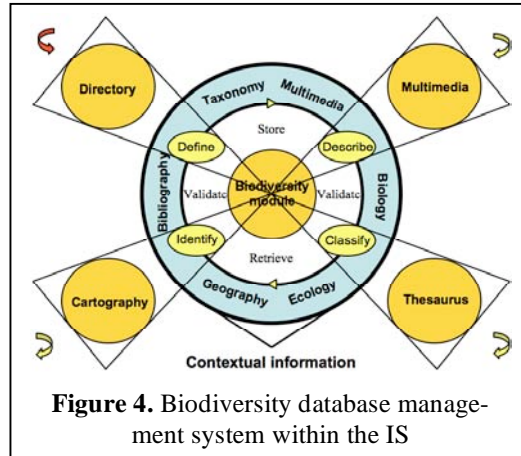 Directory
Multimedia
Taxonomy
Multimedia
Store
Define
Describe
Bibliography
Validate
Biodiversity
module
Validate
Biology
Identify
Classify
Retrieve
Geography
Ecology
Cartography
Thesaurus
Contextual information
Figure 4. Biodiversity database manage-
ment system within the IS